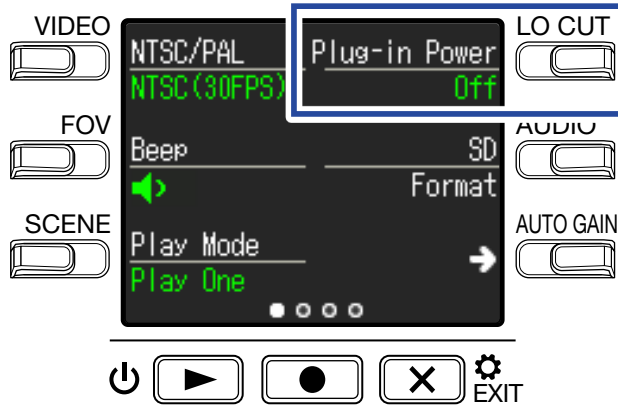 VIDEO
LO CUT
NTSC/PAL
Plug-in Power
NTSC(30FPS)
Off
FOV
AUDIO
Beep
SD
Format
SCENE
AUTO GAIN
Play Mode
Play One
EXIT